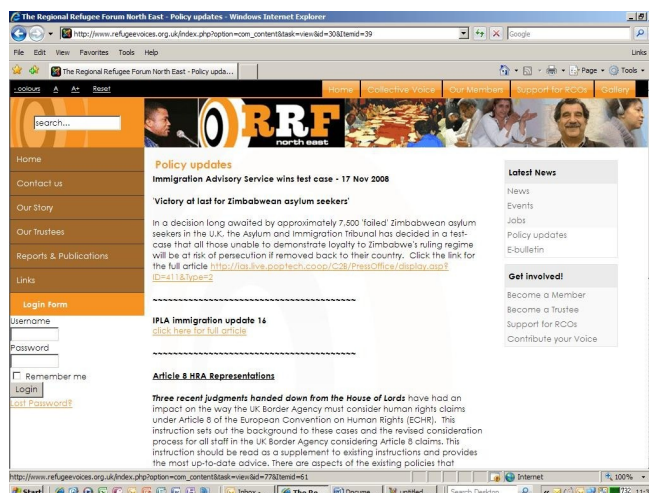 The Regional Refugee Forum North East - Policy updates - Windows Internet Explorer
http://www.refugeevoices.org.uk/index.php?option=com_content&task=view&id=30&Itemid=39
Google
File Edit View Favorites Tools Help
Links
The Regional Refugee Forum North East - Policy upda...
Page Tools
colours A A+ Reset
Home Collective Voice Our Members Support for RCOs Gallery
search...
RRF
north east
Home
Contact us
Our Story
Our Trustees
Reports & Publications
Links
Login Form
Username
Password
Remember me
Login
Lost Password?
Policy updates
Immigration Advisory Service wins test case - 17 Nov 2008
'Victory at last for Zimbabwean asylum seekers'
In a decision long awaited by approximately 7,500 'failed' Zimbabwean asylum
seekers in the U.K, the Asylum and Immigration Tribunal has decided in a test-
case that all those unable to demonstrate loyalty to Zimbabwe's ruling regime
will be at risk of persecution if removed back to their country. Click the link for
the full article http://ias.live.poptech.coop/C2B/PressOffice/display.asp?
ID=411&Type=2
~~~~~~~~~~~~~~~~~~~~~~~~~~~~~~~~~~~~~~~
IPLA immigration update 16
click here for full article
~~~~~~~~~~~~~~~~~~~~~~~~~~~~~~~~~~~~~~~
Article 8 HRA Representations
Three recent judgments handed down from the House of Lords have had an
impact on the way the UK Border Agency must consider human rights claims
under Article 8 of the European Convention on Human Rights (ECHR). This
instruction sets out the background to these cases and the revised consideration
process for all staff in the UK Border Agency considering Article 8 claims. This
instruction should be read as a supplement to existing instructions and provides
the most up-to-date advice. There are aspects of the existing policies that
Latest News
News
Events
Jobs
Policy updates
E-bulletin
Get involved!
Become a Member
Become a Trustee
Support for RCOs
Contribute your Voice
http://www.refugeevoices.org.uk/index.php?option=com_content&task=view&id=77&Itemid=61
Internet
100%
Start
Inbox -
The Re...
Docume...
untitled
Search Desktop